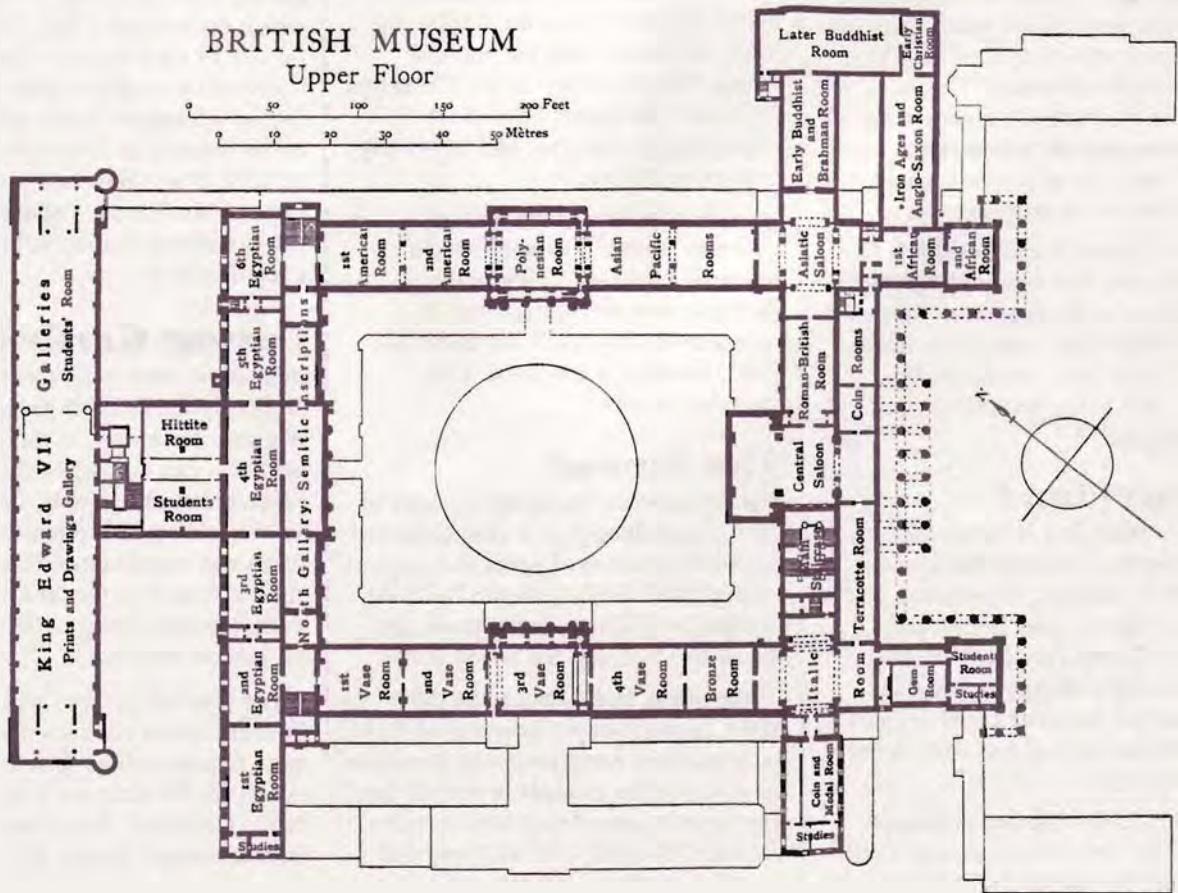 BRITISH MUSEUM
Upper Floor
0 50 100 150 200 Feet
0 10 20 30 40 50 Mètres
King Edward VII Galleries
Students' Room
Prints and Drawings Gallery
Hittite
Room
Students'
Room
6th
Egyptian
Room
5th
Egyptian
Room
4th
Egyptian
Room
3rd
Egyptian
Room
2nd
Egyptian
Room
1st
Egyptian
Room
Studies
North Gallery: Semitic Inscriptions
1st
American
Room
2nd
American
Room
Poly-
nesian
Room
Asian
Pacific
Rooms
Asiatic
Saloon
Early Buddhist
and
Brahman Room
Later Buddhist
Room
Early
Christian
Room
Iron Ages and
Anglo-Saxon Room
1st
African
Room
2nd
African
Room
Roman-British
Room
Coin Rooms
Central
Saloon
Main
Staircase
Terracotta Room
1st
Vase
Room
2nd
Vase
Room
3rd
Vase
Room
4th
Vase
Room
Bronze
Room
Italic Room
Gem
Room
Students'
Room
Studies
Coin and
Medal Room
Studies
N